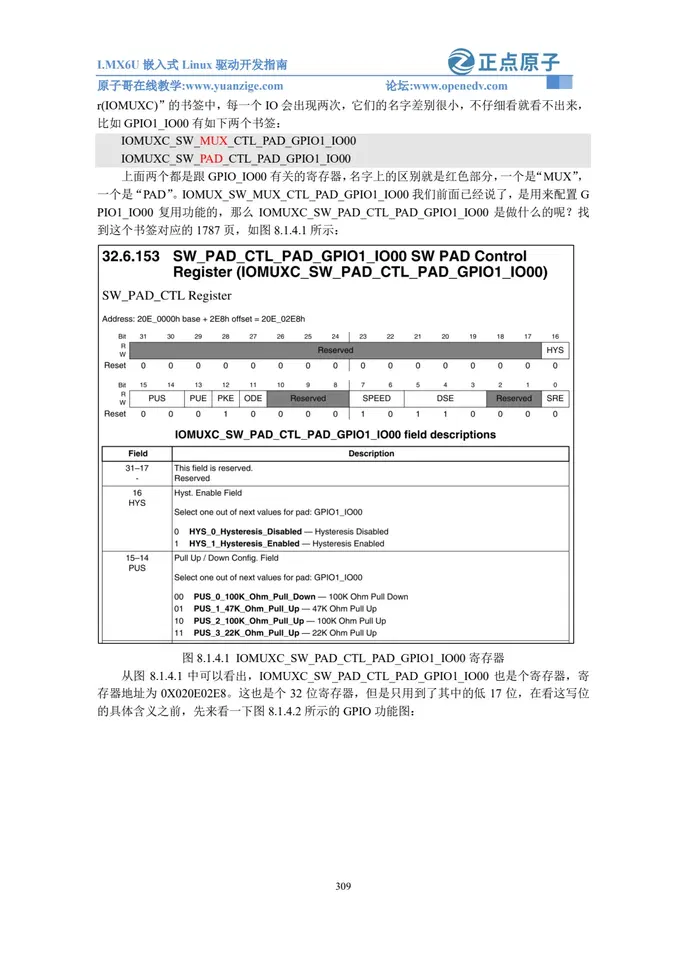 I.MX6U 嵌入式 Linux 驱动开发指南
正点原子
原子哥在线教学:www.yuanzige.com 论坛:www.openedv.com
r(IOMUXC)”的书签中，每一个 IO 会出现两次，它们的名字差别很小，不仔细看就看不出来，
比如 GPIO1_IO00 有如下两个书签：
IOMUXC_SW_MUX_CTL_PAD_GPIO1_IO00
IOMUXC_SW_PAD_CTL_PAD_GPIO1_IO00
上面两个都是跟 GPIO_IO00 有关的寄存器，名字上的区别就是红色部分，一个是“MUX”，
一个是“PAD”。IOMUX_SW_MUX_CTL_PAD_GPIO1_IO00 我们前面已经说了，是用来配置 G
PIO1_IO00 复用功能的，那么 IOMUXC_SW_PAD_CTL_PAD_GPIO1_IO00 是做什么的呢？找
到这个书签对应的 1787 页，如图 8.1.4.1 所示：
32.6.153 SW_PAD_CTL_PAD_GPIO1_IO00 SW PAD Control
Register (IOMUXC_SW_PAD_CTL_PAD_GPIO1_IO00)
SW_PAD_CTL Register
Address: 20E_0000h base + 2E8h offset = 20E_02E8h
Bit 31 30 29 28 27 26 25 24 23 22 21 20 19 18 17 16
R
W
Reserved HYS
Reset 0 0 0 0 0 0 0 0 0 0 0 0 0 0 0 0
Bit 15 14 13 12 11 10 9 8 7 6 5 4 3 2 1 0
R
W
PUS PUE PKE ODE Reserved SPEED DSE Reserved SRE
Reset 0 0 0 1 0 0 0 0 1 0 1 1 0 0 0 0
IOMUXC_SW_PAD_CTL_PAD_GPIO1_IO00 field descriptions
Field Description
31–17 This field is reserved.
- Reserved
16 Hyst. Enable Field
HYS
Select one out of next values for pad: GPIO1_IO00
0 HYS_0_Hysteresis_Disabled — Hysteresis Disabled
1 HYS_1_Hysteresis_Enabled — Hysteresis Enabled
15–14 Pull Up / Down Config. Field
PUS
Select one out of next values for pad: GPIO1_IO00
00 PUS_0_100K_Ohm_Pull_Down — 100K Ohm Pull Down
01 PUS_1_47K_Ohm_Pull_Up — 47K Ohm Pull Up
10 PUS_2_100K_Ohm_Pull_Up — 100K Ohm Pull Up
11 PUS_3_22K_Ohm_Pull_Up — 22K Ohm Pull Up
图 8.1.4.1 IOMUXC_SW_PAD_CTL_PAD_GPIO1_IO00 寄存器
从图 8.1.4.1 中可以看出，IOMUXC_SW_PAD_CTL_PAD_GPIO1_IO00 也是个寄存器，寄
存器地址为 0X020E02E8。这也是个 32 位寄存器，但是只用到了其中的低 17 位，在看这写位
的具体含义之前，先来看一下图 8.1.4.2 所示的 GPIO 功能图：
309